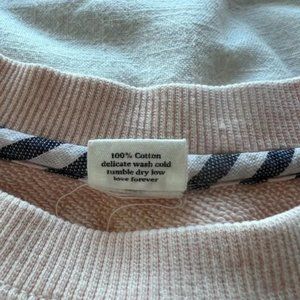 100% Cotton
delicate wash cold
tumble dry low
love forever